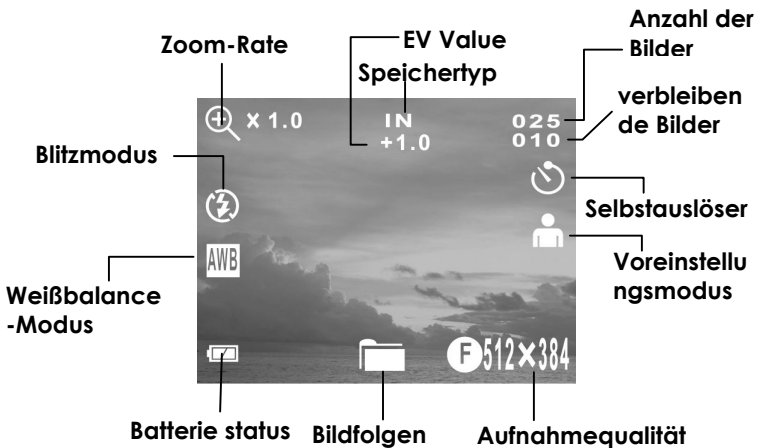 Anzahl der
Bilder
Zoom-Rate
EV Value
Speichertyp
verbleiben
de Bilder
x 1.0
IN
025
+1.0
010
Blitzmodus
Selbstauslöser
AWB
Voreinstellu
ngsmodus
Weißbalance
-Modus
F 512×384
Batterie status
Bildfolgen
Aufnahmequalität